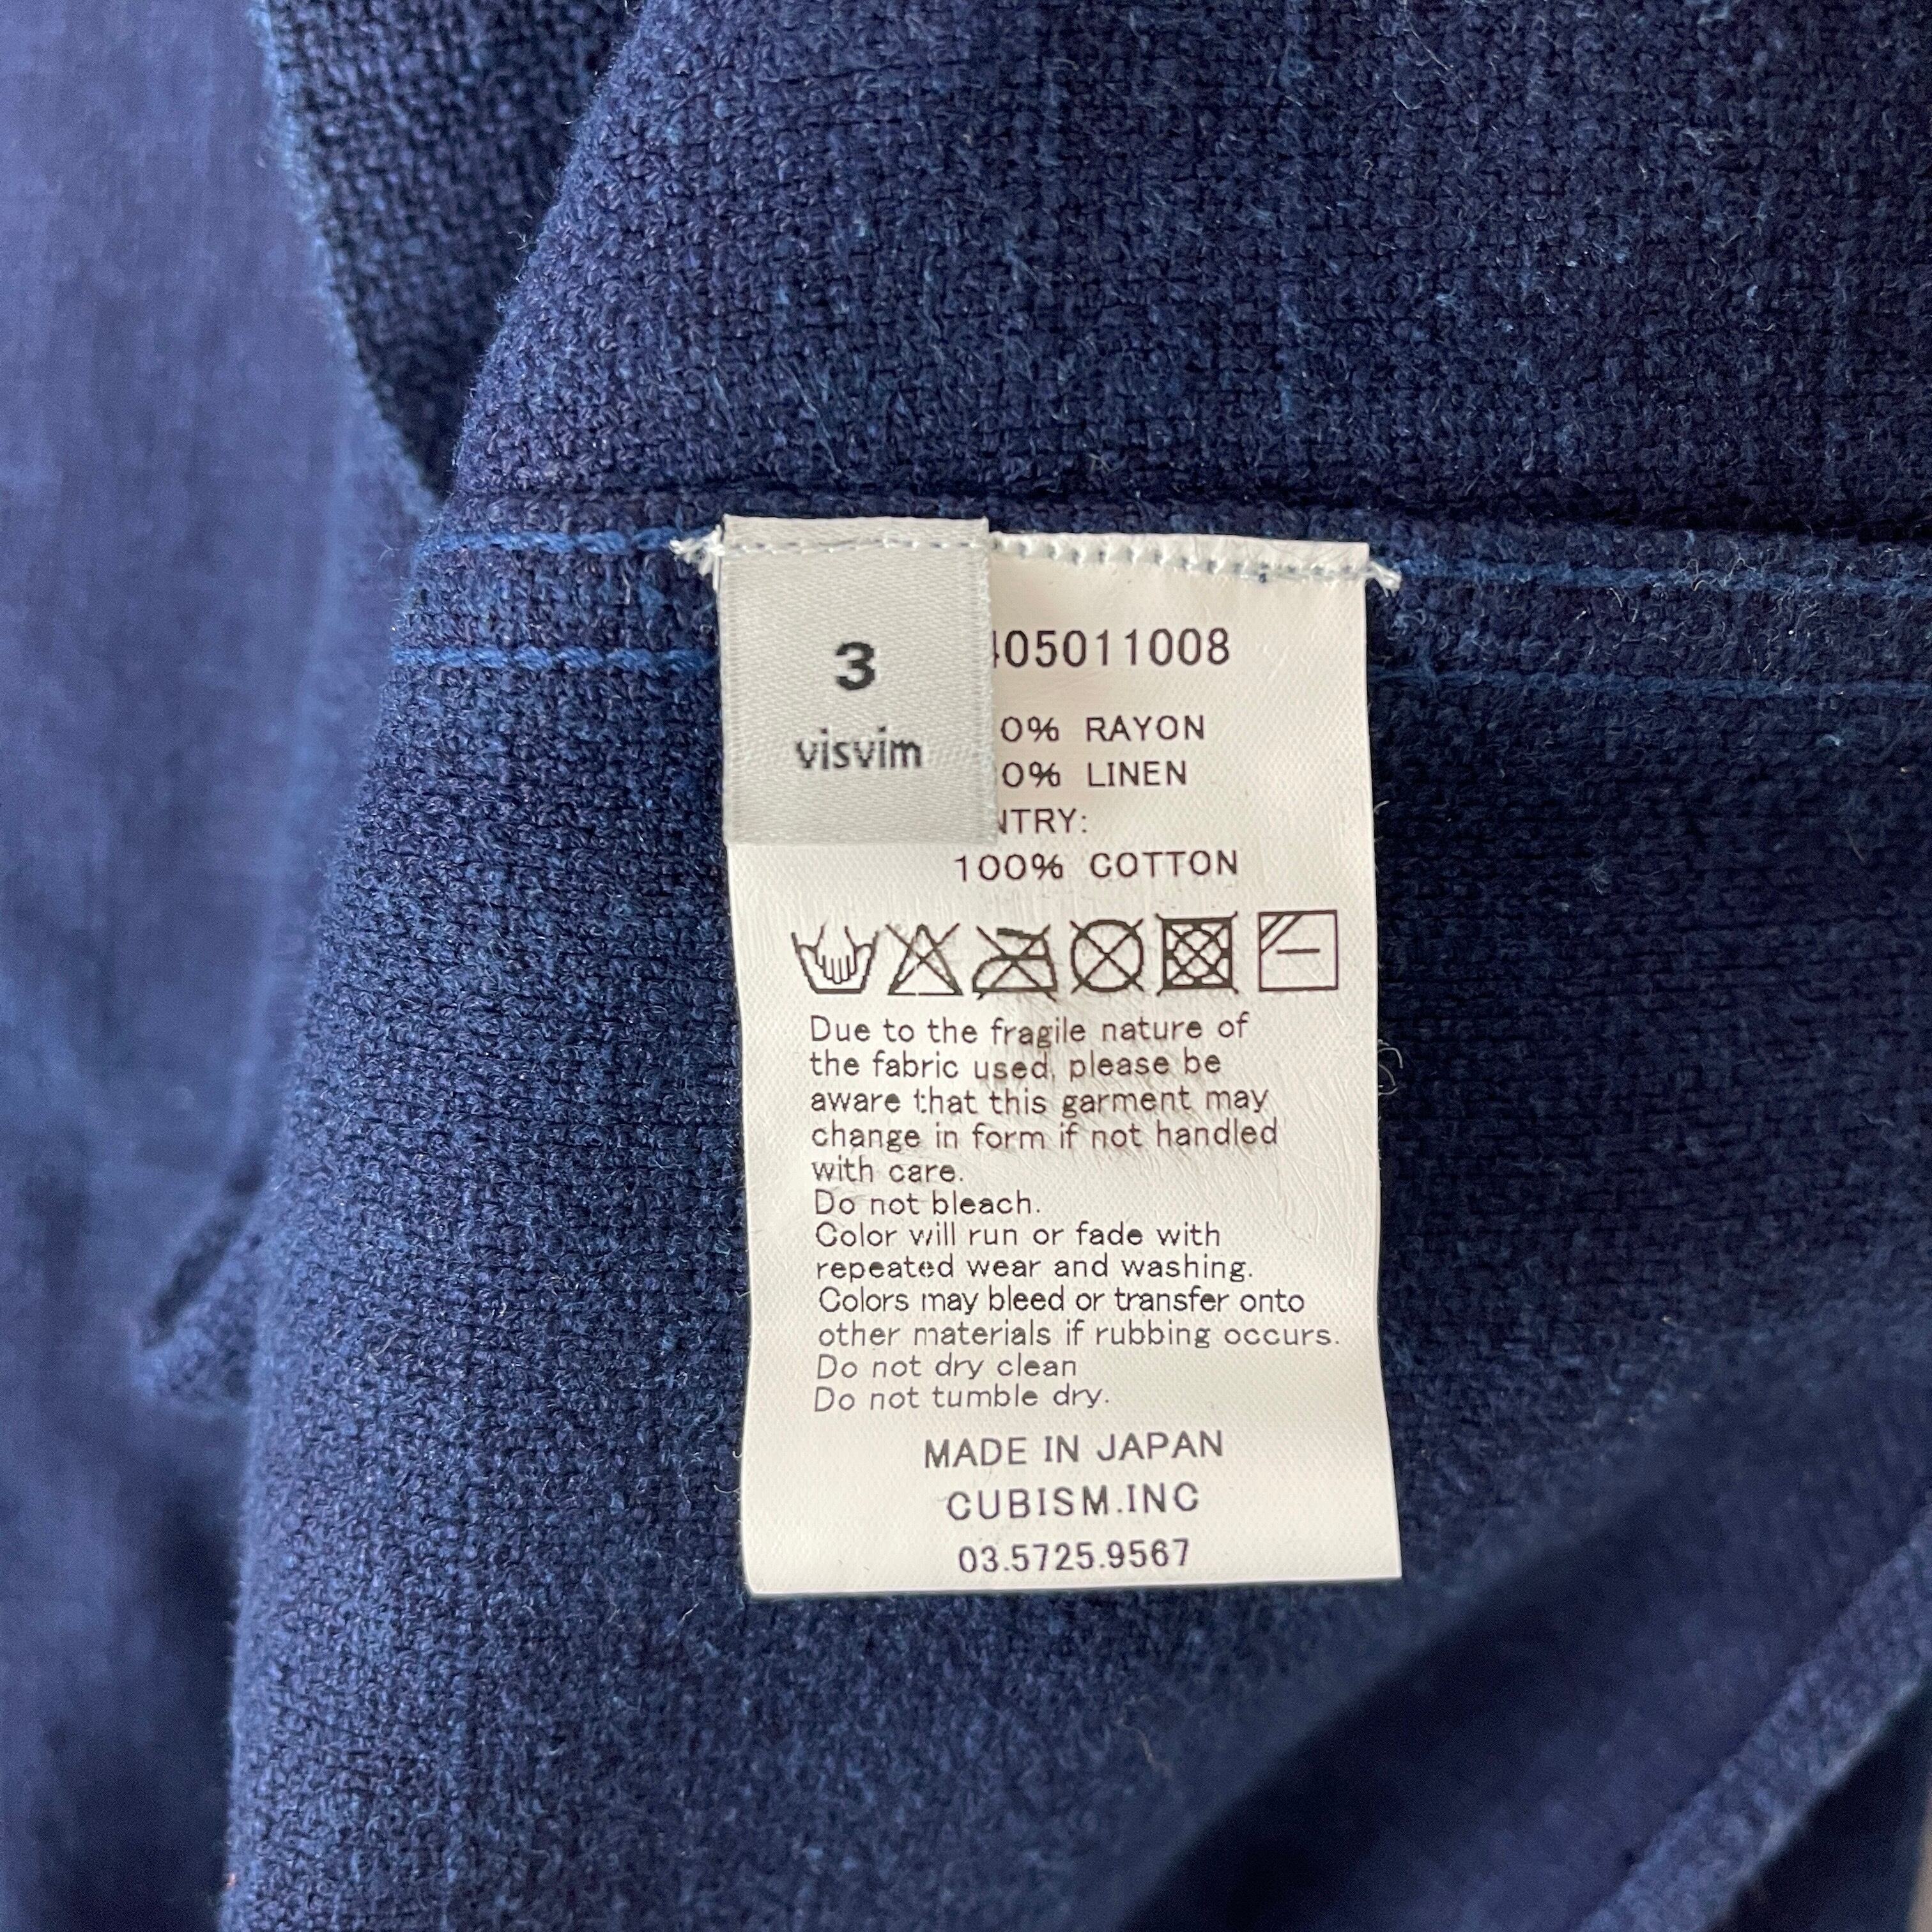 3
visvim
05011008
0% RAYON
0% LINEN
NTRY:
100% COTTON
Due to the fragile nature of
the fabric used, please be
aware that this garment may
change in form if not handled
with care.
Do not bleach.
Color will run or fade with
repeated wear and washing.
Colors may bleed or transfer onto
other materials if rubbing occurs.
Do not dry clean
Do not tumble dry.
MADE IN JAPAN
CUBISM.INC
03.5725.9567